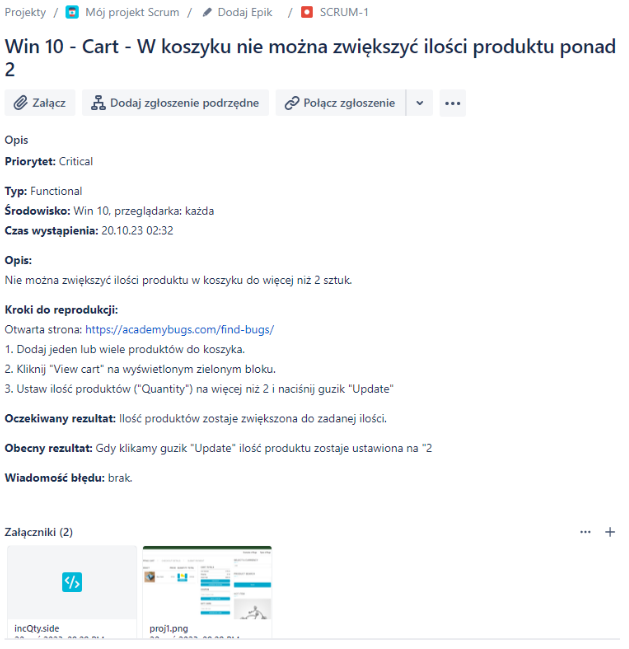 Projekty / Mój projekt Scrum / Dodaj Epik / SCRUM-1
Win 10 - Cart - W koszyku nie można zwiększyć ilości produktu ponad
2
Załącz Dodaj zgłoszenie podrzędne Połącz zgłoszenie
Opis
Priorytet: Critical
Typ: Functional
Środowisko: Win 10, przeglądarka: każda
Czas wystąpienia: 20.10.23 02:32
Opis:
Nie można zwiększyć ilości produktu w koszyku do więcej niż 2 sztuk.
Kroki do reprodukcji:
Otwarta strona: https://academybugs.com/find-bugs/
1. Dodaj jeden lub wiele produktów do koszyka.
2. Kliknij "View cart" na wyświetlonym zielonym bloku.
3. Ustaw ilość produktów ("Quantity") na więcej niż 2 i naciśnij guzik "Update"
Oczekiwany rezultat: Ilość produktów zostaje zwiększona do zadanej ilości.
Obecny rezultat: Gdy klikamy guzik "Update" ilość produktu zostaje ustawiona na "2
Wiadomość błędu: brak.
Załączniki (2)
incQty.side proj1.png